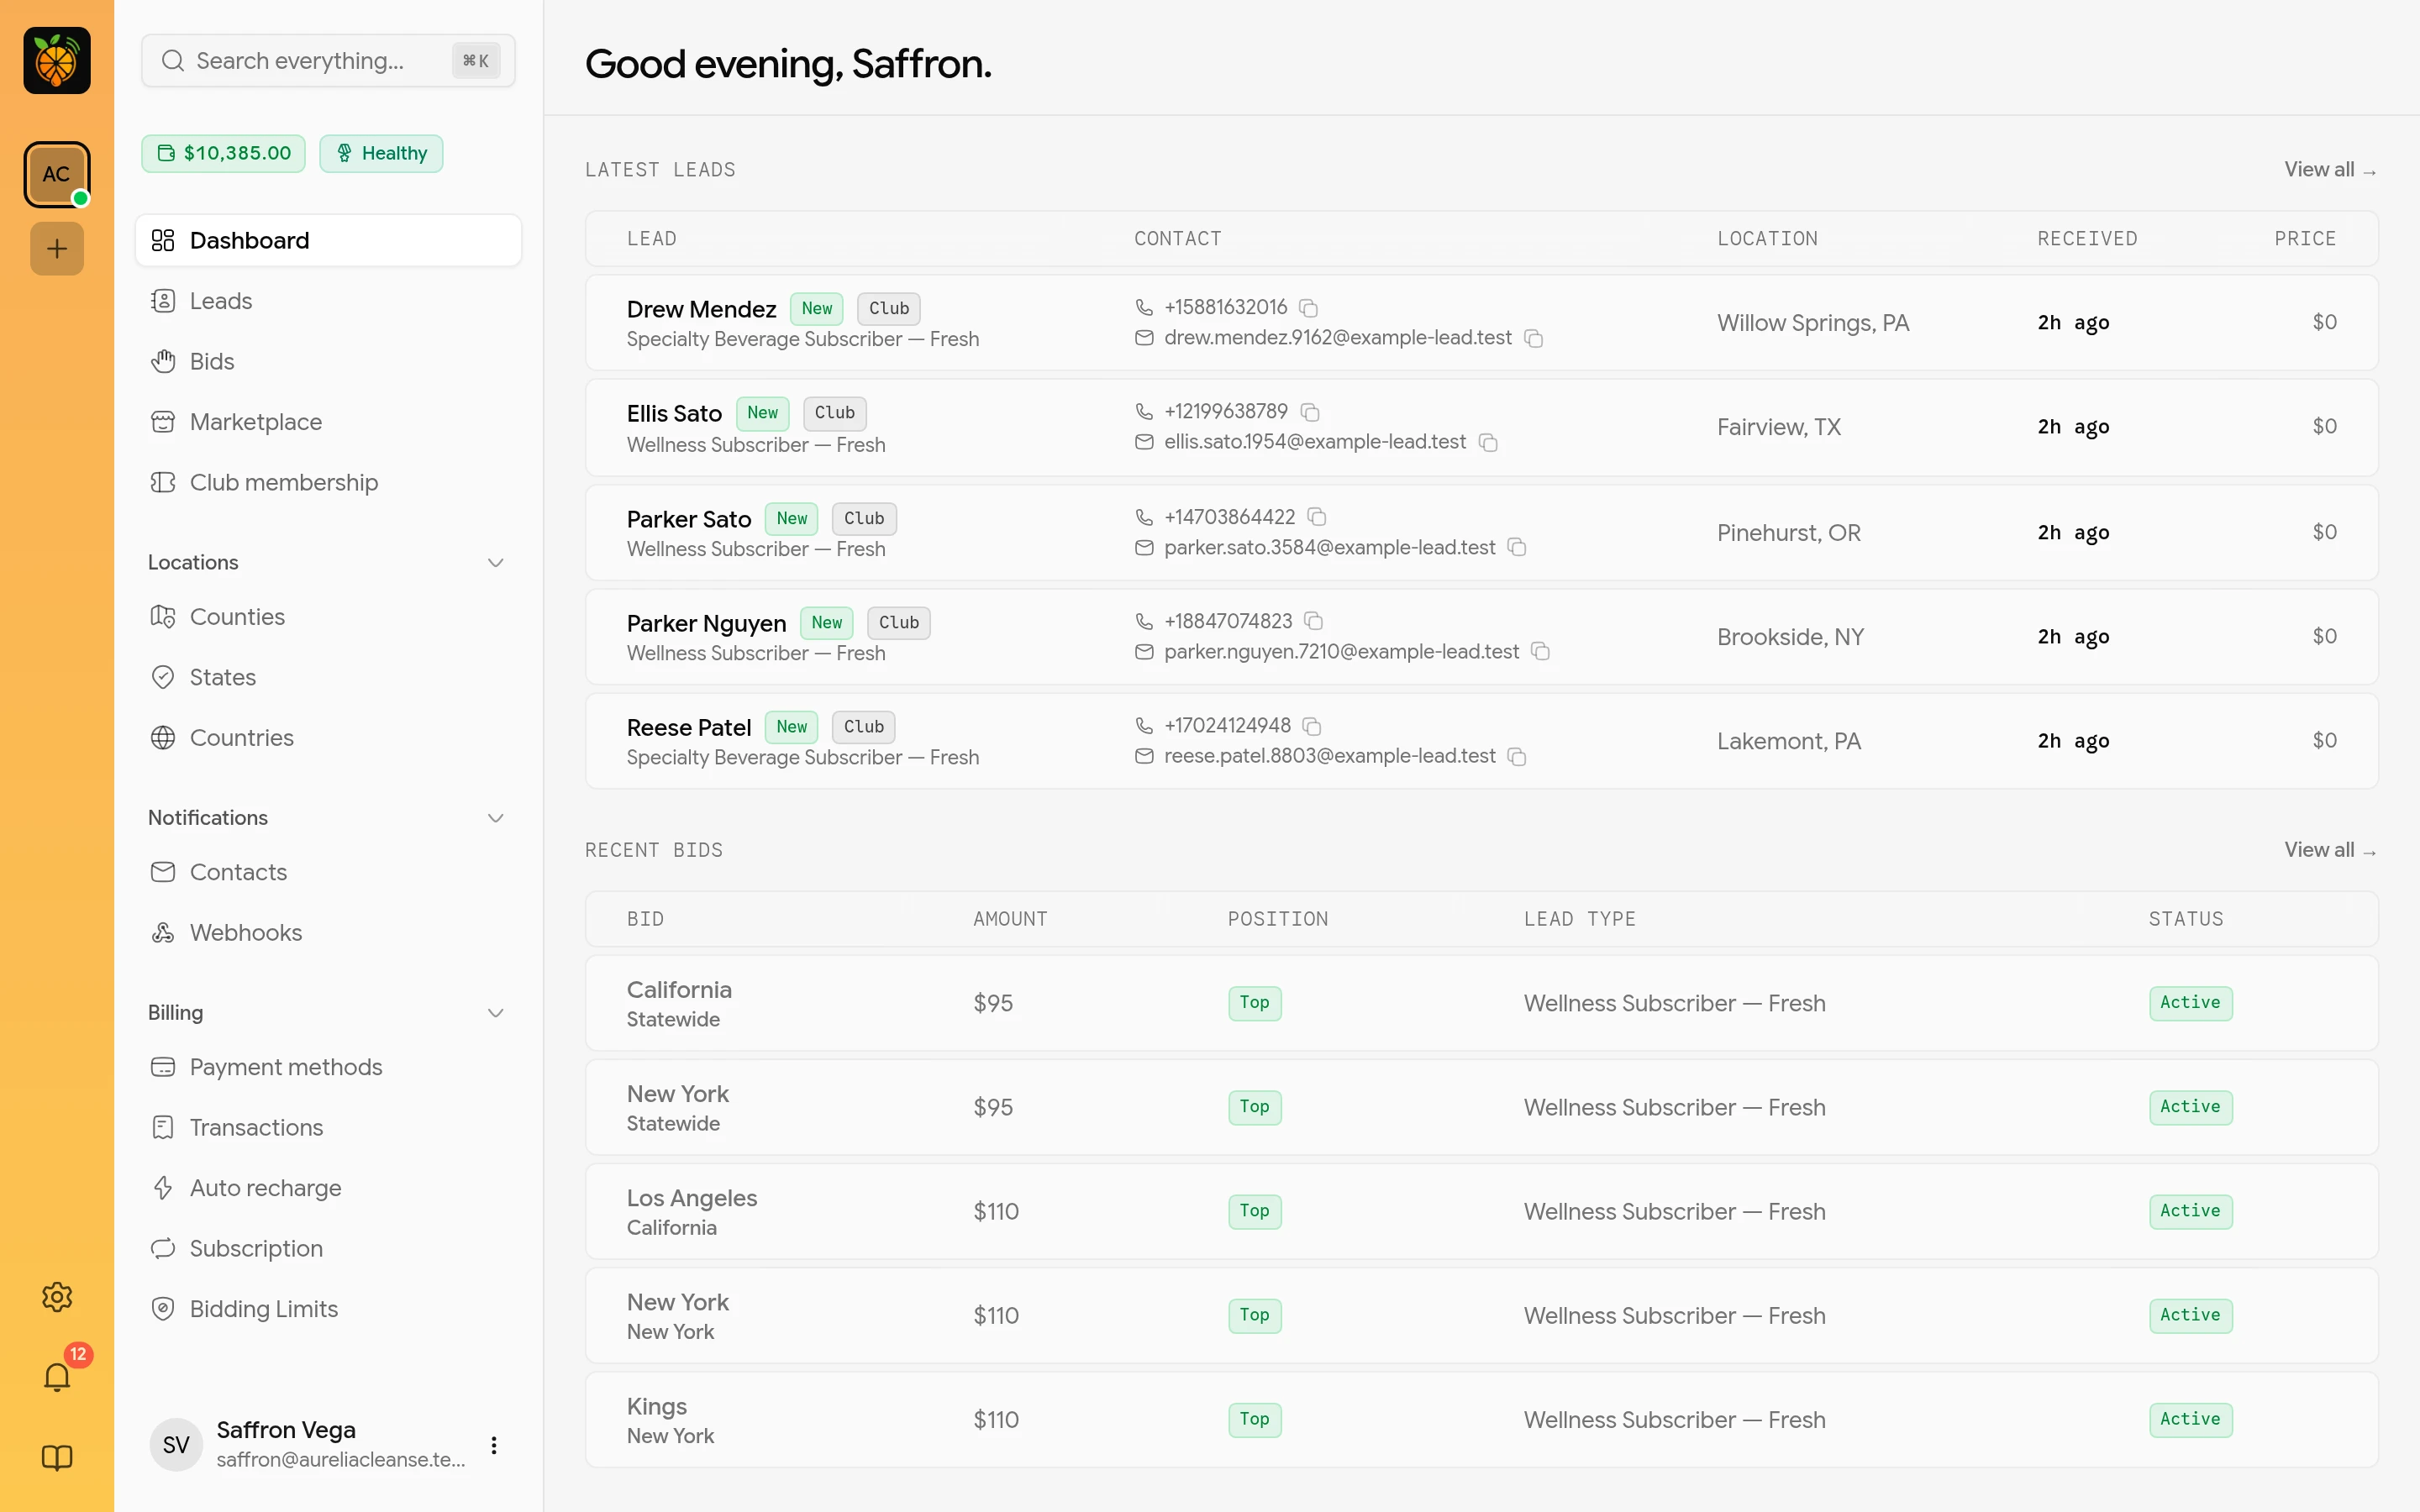 Search everything... ⌘K
AC
$10,385.00 Healthy
Dashboard
Leads
Bids
Marketplace
Club membership
Locations
Counties
States
Countries
Notifications
Contacts
Webhooks
Billing
Payment methods
Transactions
Auto recharge
Subscription
Bidding Limits
12
SV
Saffron Vega
saffron@aureliacleanse.te...
Good evening, Saffron.
LATEST LEADS View all →
LEAD CONTACT LOCATION RECEIVED PRICE
Drew Mendez New Club
Specialty Beverage Subscriber — Fresh
+15881632016
drew.mendez.9162@example-lead.test
Willow Springs, PA 2h ago $0
Ellis Sato New Club
Wellness Subscriber — Fresh
+12199638789
ellis.sato.1954@example-lead.test
Fairview, TX 2h ago $0
Parker Sato New Club
Wellness Subscriber — Fresh
+14703864422
parker.sato.3584@example-lead.test
Pinehurst, OR 2h ago $0
Parker Nguyen New Club
Wellness Subscriber — Fresh
+18847074823
parker.nguyen.7210@example-lead.test
Brookside, NY 2h ago $0
Reese Patel New Club
Specialty Beverage Subscriber — Fresh
+17024124948
reese.patel.8803@example-lead.test
Lakemont, PA 2h ago $0
RECENT BIDS View all →
BID AMOUNT POSITION LEAD TYPE STATUS
California
Statewide
$95 Top Wellness Subscriber — Fresh Active
New York
Statewide
$95 Top Wellness Subscriber — Fresh Active
Los Angeles
California
$110 Top Wellness Subscriber — Fresh Active
New York
New York
$110 Top Wellness Subscriber — Fresh Active
Kings
New York
$110 Top Wellness Subscriber — Fresh Active